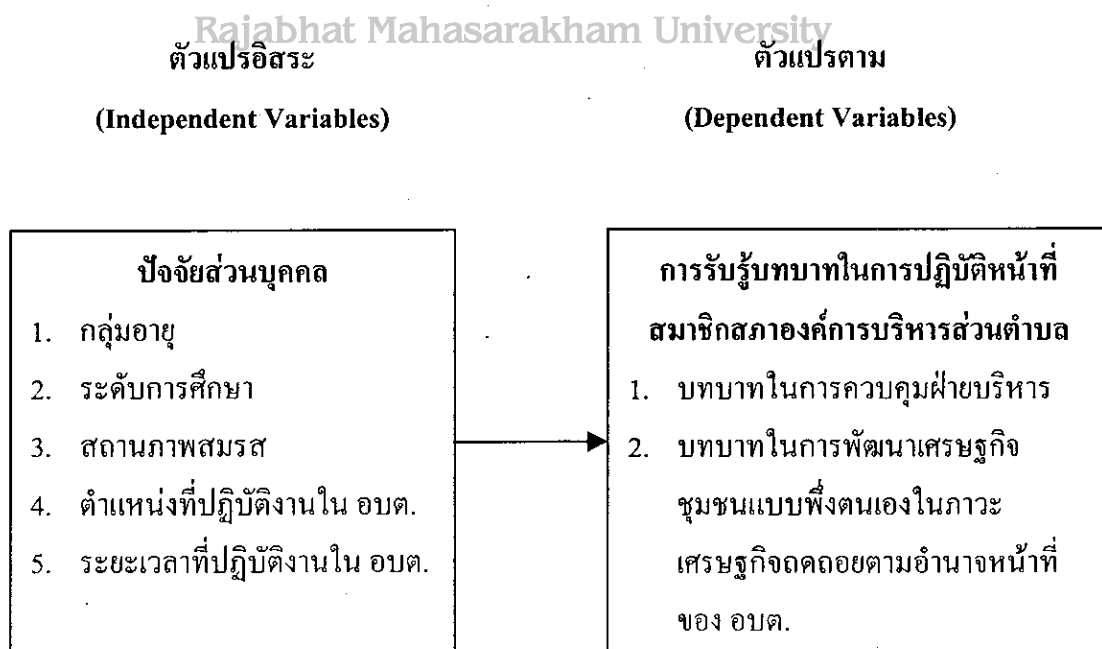 Rajabhat Mahasarakham University
ตัวแปรอิสระ
(Independent Variables)
ตัวแปรตาม
(Dependent Variables)
ปัจจัยส่วนบุคคล
1. กลุ่มอายุ
2. ระดับการศึกษา
3. สถานภาพสมรส
4. ตำแหน่งที่ปฏิบัติงานใน อบต.
5. ระยะเวลาที่ปฏิบัติงานใน อบต.
การรับรู้บทบาทในการปฏิบัติหน้าที่
สมาชิกสภาองค์การบริหารส่วนตำบล
1. บทบาทในการควบคุมฝ่ายบริหาร
2. บทบาทในการพัฒนาเศรษฐกิจ
ชุมชนแบบพึ่งตนเองในภาวะ
เศรษฐกิจถดถอยตามอำนาจหน้าที่
ของ อบต.